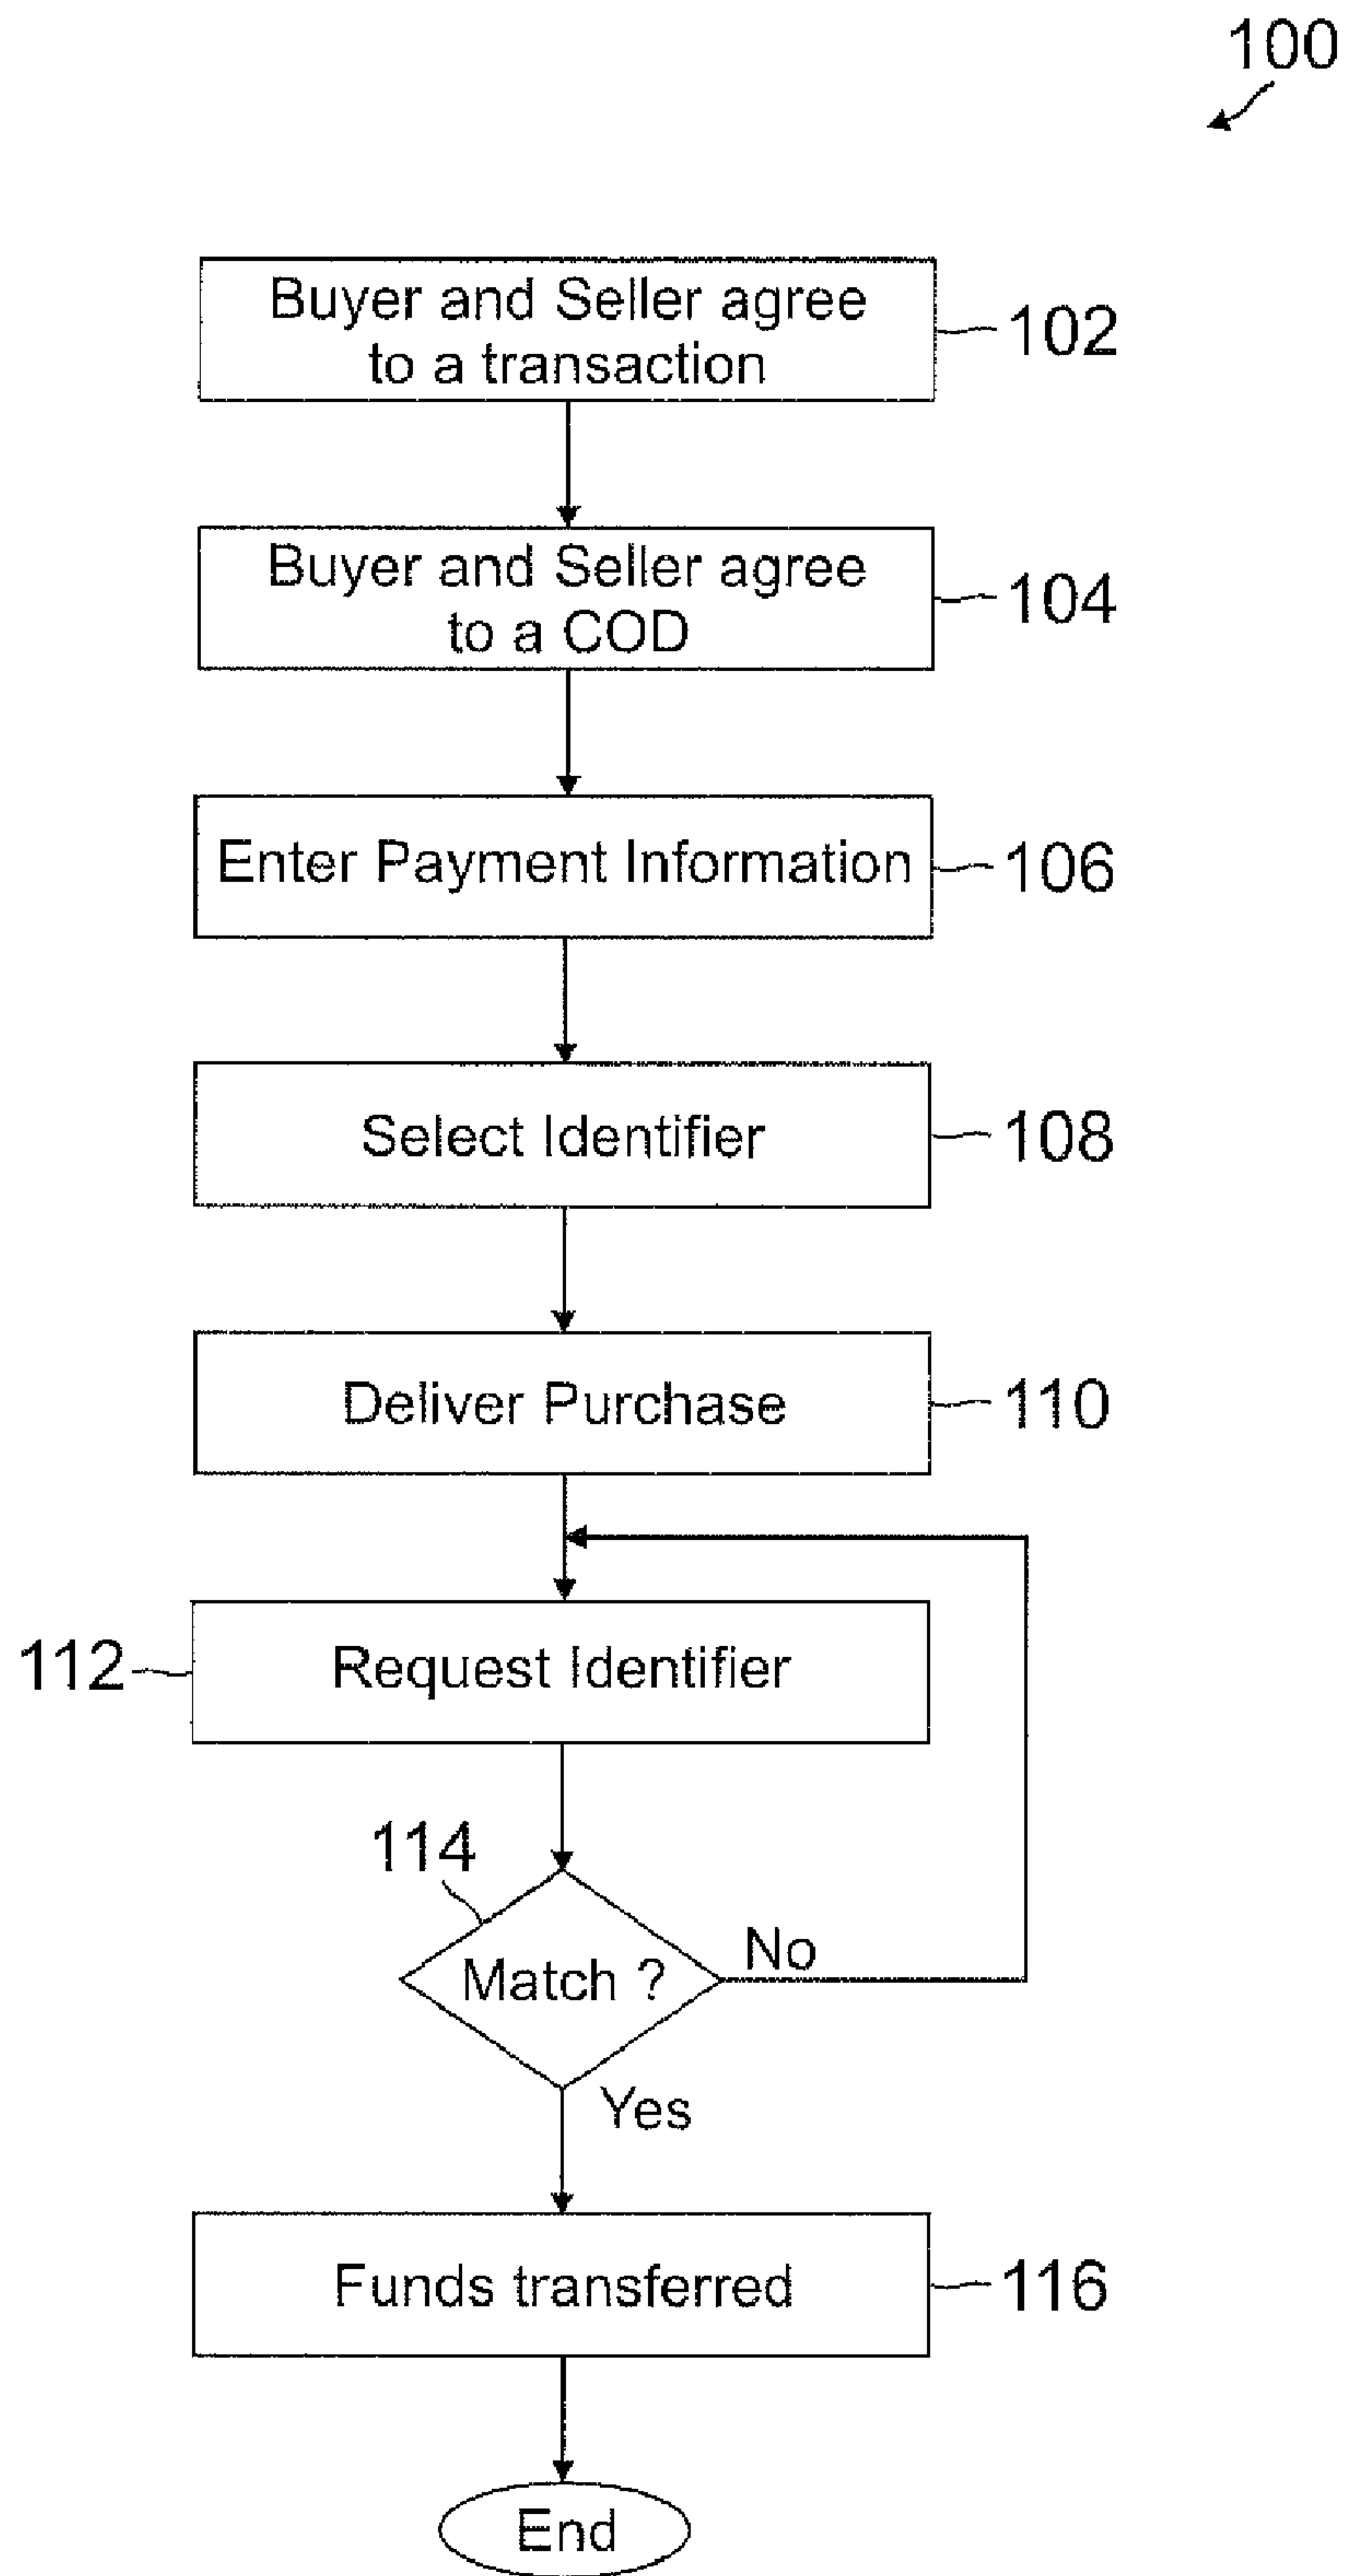 100
Buyer and Seller agree
to a transaction
102
Buyer and Seller agree
to a COD
104
Enter Payment Information
106
Select Identifier
108
Deliver Purchase
110
112
Request Identifier
114
Match ?
No
Yes
Funds transferred
116
End